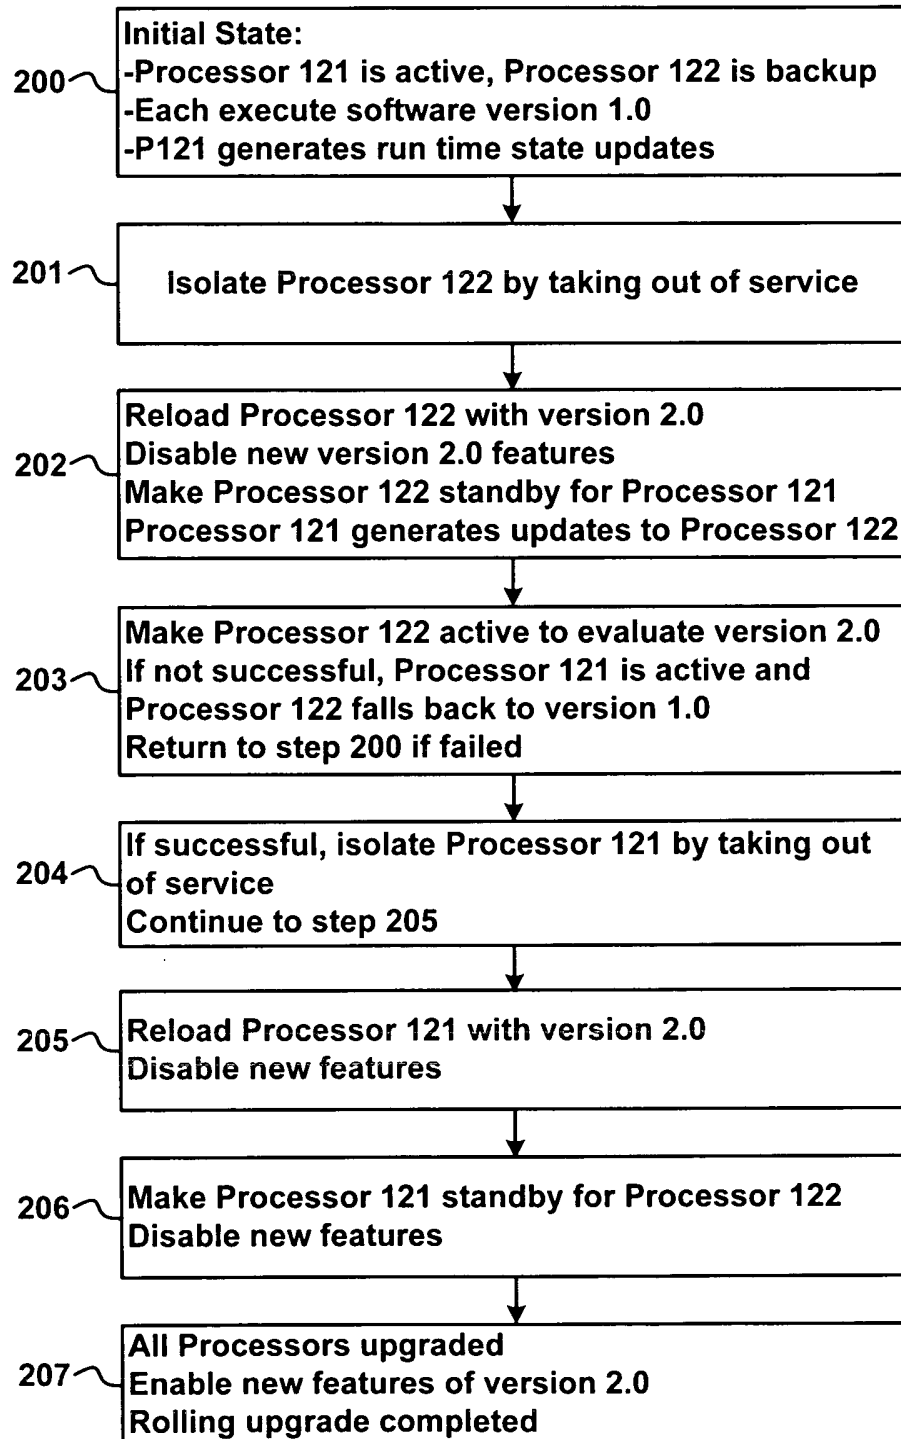 Initial State:
200
-Processor 121 is active, Processor 122 is backup
-Each execute software version 1.0
-P121 generates run time state updates
201
Isolate Processor 122 by taking out of service
Reload Processor 122 with version 2.0
Disable new version 2.0 features
202
Make Processor 122 standby for Processor 121
Processor 121 generates updates to Processor 122
Make Processor 122 active to evaluate version 2.0
If not successful, Processor 121 is active and
203
Processor 122 falls back to version 1.0
Return to step 200 if failed
If successful, isolate Processor 121 by taking out
204
of service
Continue to step 205
Reload Processor 121 with version 2.0
205
Disable new features
Make Processor 121 standby for Processor 122
206
Disable new features
All Processors upgraded
207
Enable new features of version 2.0
Rolling upgrade completed